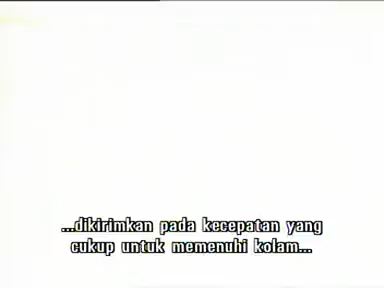 ...dikirimkan pada kecepatan yang
cukup untuk memenuhi kolam...